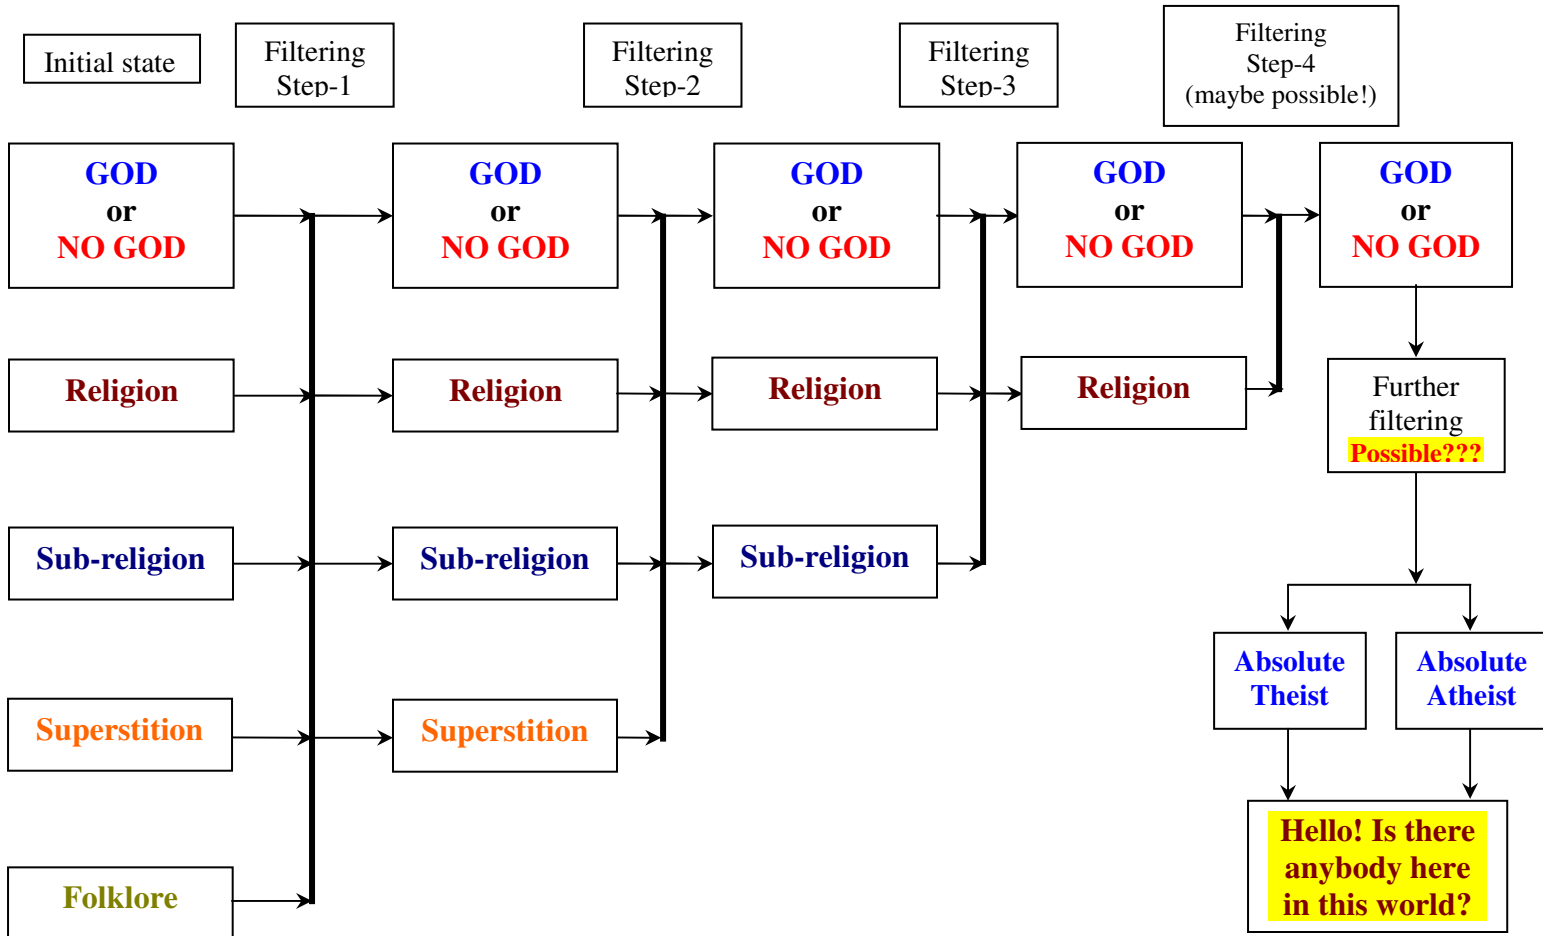 Initial state
Filtering
Step-1
Filtering
Step-2
Filtering
Step-3
Filtering
Step-4
(maybe possible!)
GOD
or
NO GOD
GOD
or
NO GOD
GOD
or
NO GOD
GOD
or
NO GOD
GOD
or
NO GOD
Religion
Religion
Religion
Religion
Further
filtering
Possible???
Sub-religion
Sub-religion
Sub-religion
Absolute
Theist
Absolute
Atheist
Superstition
Superstition
Hello! Is there
anybody here
in this world?
Folklore